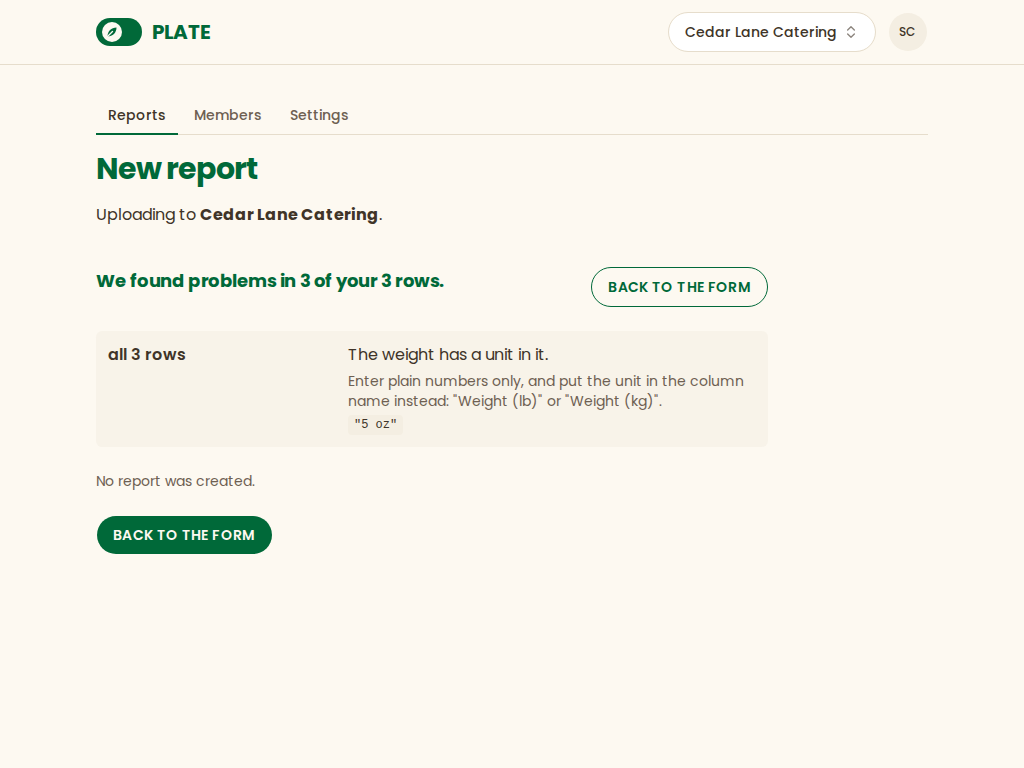 PLATE
Cedar Lane Catering
SC
Reports
Members
Settings
New report
Uploading to Cedar Lane Catering.
We found problems in 3 of your 3 rows.
BACK TO THE FORM
all 3 rows
The weight has a unit in it.
Enter plain numbers only, and put the unit in the column
name instead: "Weight (lb)" or "Weight (kg)".
"5 oz"
No report was created.
BACK TO THE FORM